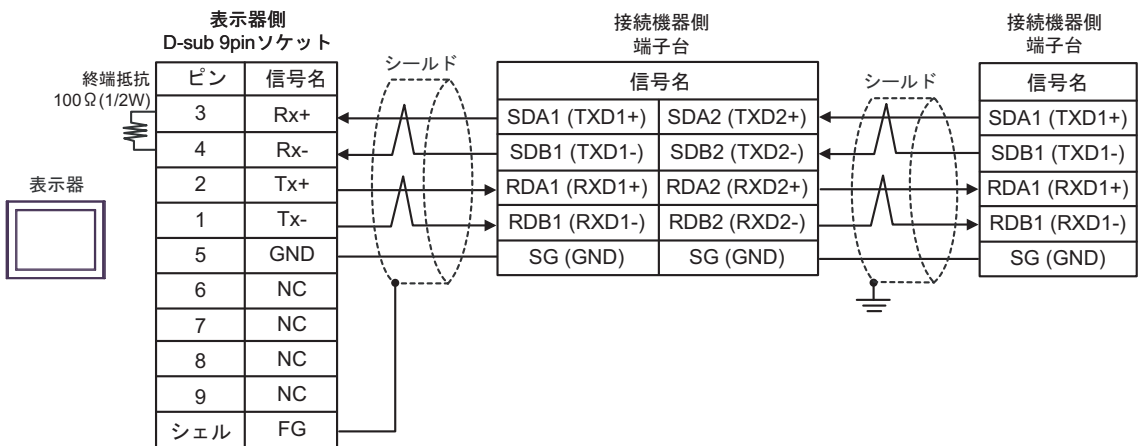 表示器側
D-sub 9pinソケット
接続機器側
端子台
接続機器側
端子台
終端抵抗
100Ω(1/2W)
シールド
シールド
表示器
ピン 信号名
3 Rx+
4 Rx-
2 Tx+
1 Tx-
5 GND
6 NC
7 NC
8 NC
9 NC
シェル FG
信号名
SDA1 (TXD1+) SDA2 (TXD2+)
SDB1 (TXD1-) SDB2 (TXD2-)
RDA1 (RXD1+) RDA2 (RXD2+)
RDB1 (RXD1-) RDB2 (RXD2-)
SG (GND) SG (GND)
信号名
SDA1 (TXD1+)
SDB1 (TXD1-)
RDA1 (RXD1+)
RDB1 (RXD1-)
SG (GND)